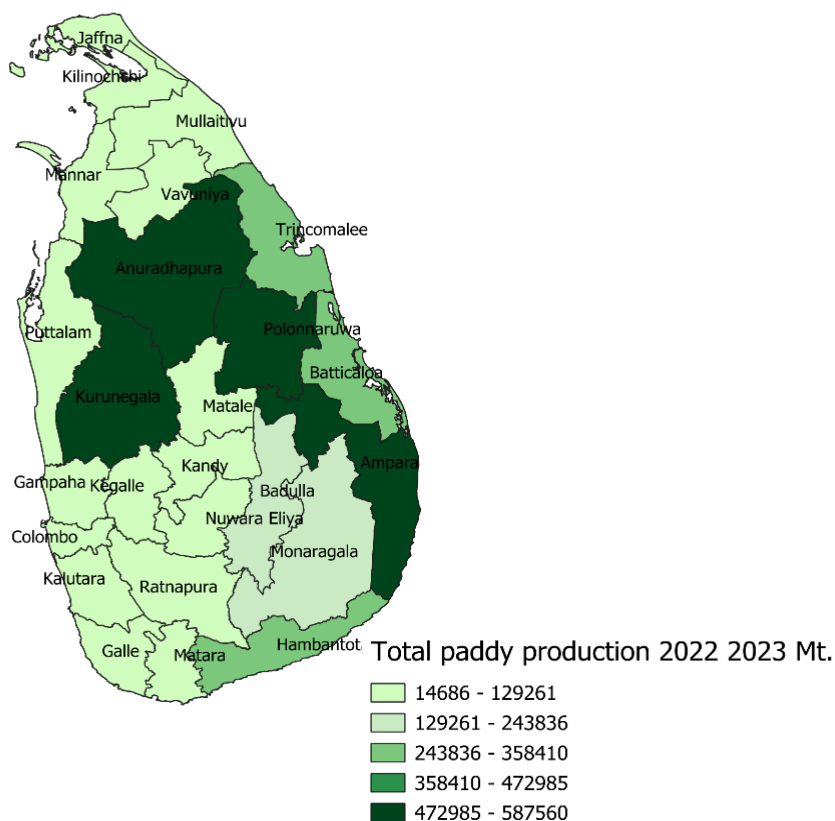 Jaffna
Kilinochshi
Mullaitivu
Mannar
Vavuniya
Trincomalee
Anuradhapura
Puttalam
Polonnaruwa
Batticaloa
Kurunegala
Matale
Ampara
Kandy
Gampaha
Kegalle
Badulla
Nuwara Eliya
Colombo
Monaragala
Kalutara
Ratnapura
Hambantot
Galle
Matara
Total paddy production 2022 2023 Mt.
14686 - 129261
129261 - 243836
243836 - 358410
358410 - 472985
472985 - 587560